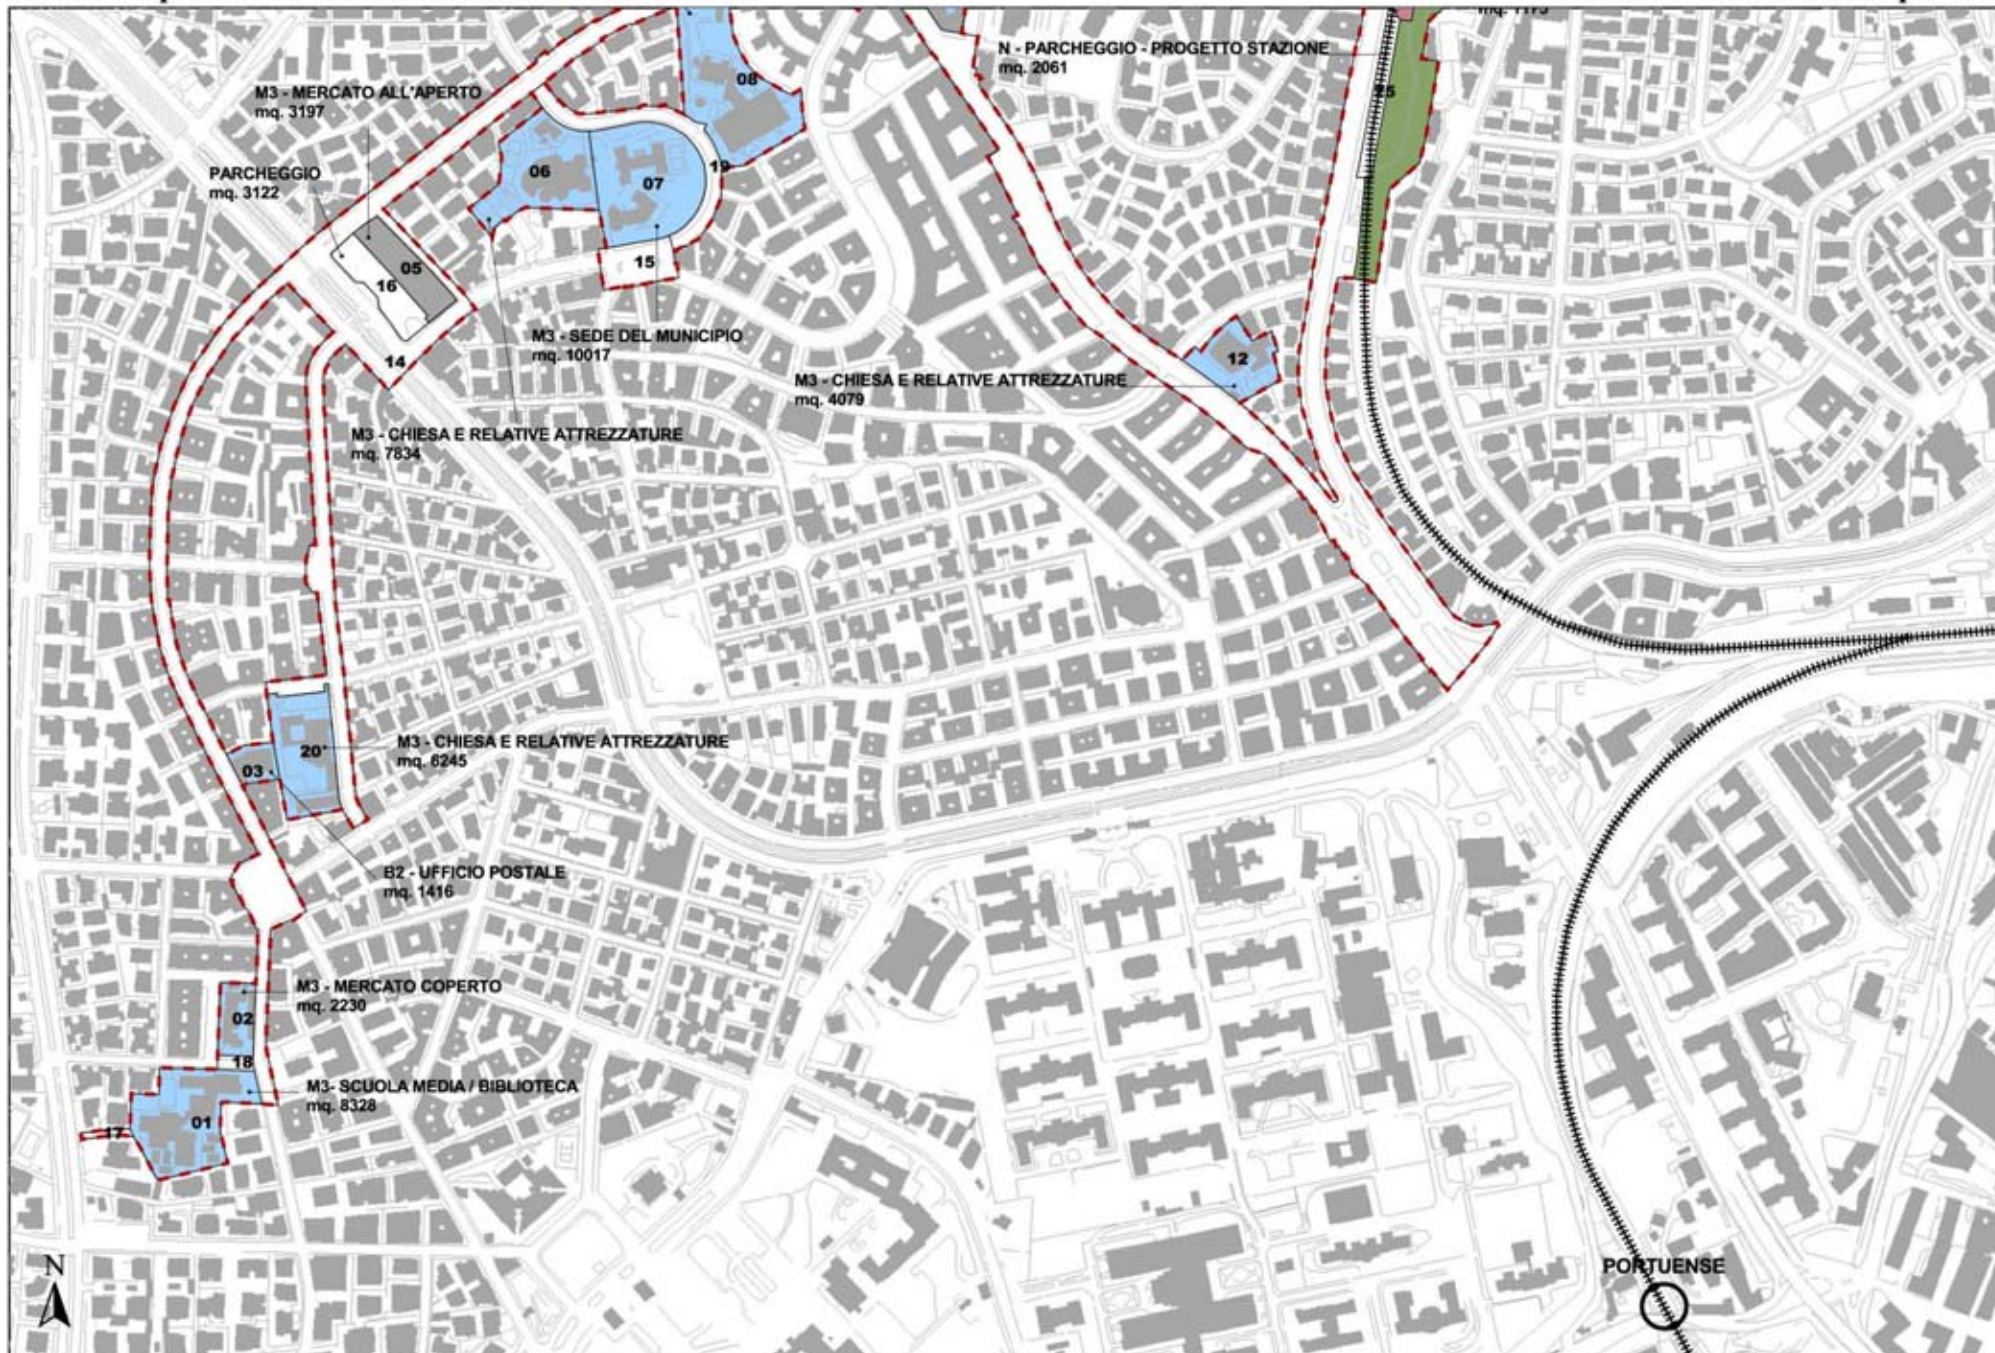 N - PARCHEGGIO - PROGETTO STAZIONE
mq. 2061
mq. 1175
08
25
M3 - MERCATO ALL'APERTO
mq. 3197
PARCHEGGIO
mq. 3122
06
07
19
05
16
15
14
M3 - SEDE DEL MUNICIPIO
mq. 10017
12
M3 - CHIESA E RELATIVE ATTREZZATURE
mq. 4079
M3 - CHIESA E RELATIVE ATTREZZATURE
mq. 7834
20
M3 - CHIESA E RELATIVE ATTREZZATURE
mq. 6245
03
B2 - UFFICIO POSTALE
mq. 1416
M3 - MERCATO COPERTO
mq. 2230
02
18
M3- SCUOLA MEDIA / BIBLIOTECA
mq. 8328
01
17
N
PORTUENSE